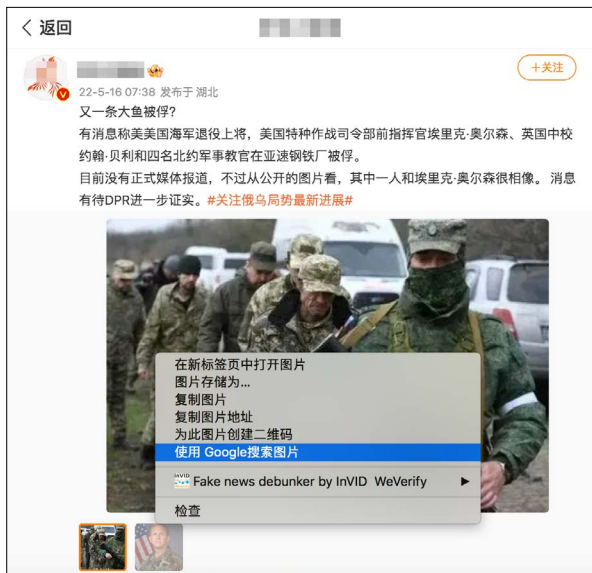 返回
+关注
22-5-16 07:38 发布于 湖北
又一条大鱼被俘?
有消息称美美国海军退役上将，美国特种作战司令部前指挥官埃里克·奥尔森、英国中校
约翰·贝利和四名北约军事教官在亚速钢铁厂被俘。
目前没有正式媒体报道，不过从公开的图片看，其中一人和埃里克·奥尔森很相像。 消息
有待DPR进一步证实。#关注俄乌局势最新进展#
在新标签页中打开图片
图片存储为...
复制图片
复制图片地址
为此图片创建二维码
使用 Google搜索图片
InVID Fake news debunker by InVID WeVerify
检查